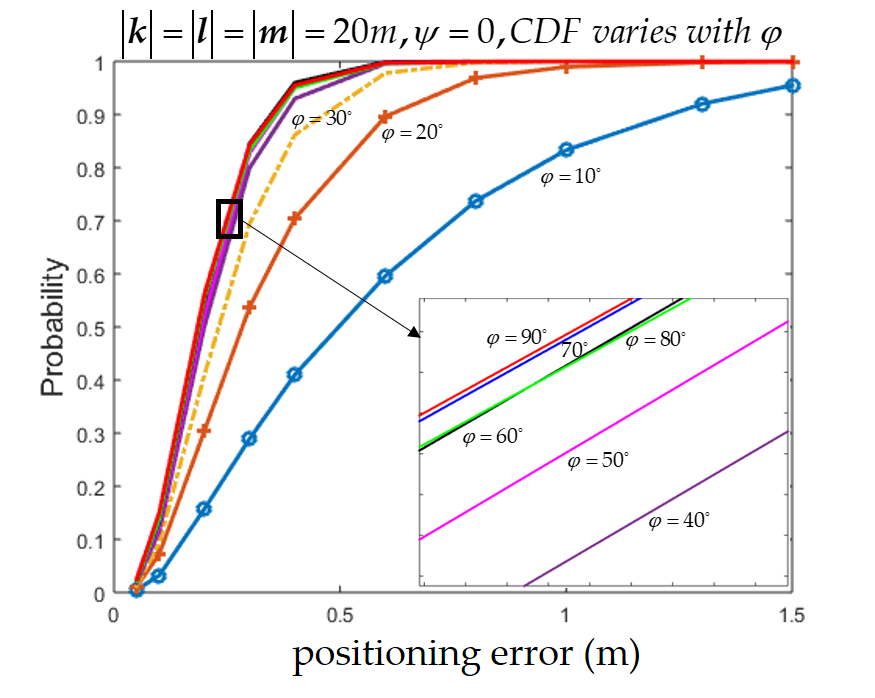 |k| = |l| = |m| = 20m, ψ = 0, CDF varies with φ
1
0.9
0.8
0.7
0.6
0.5
0.4
0.3
0.2
0.1
0
Probability
φ = 30°
φ = 20°
φ = 10°
φ = 90°
70°
φ = 80°
φ = 60°
φ = 50°
φ = 40°
0
0.5
1
1.5
positioning error (m)